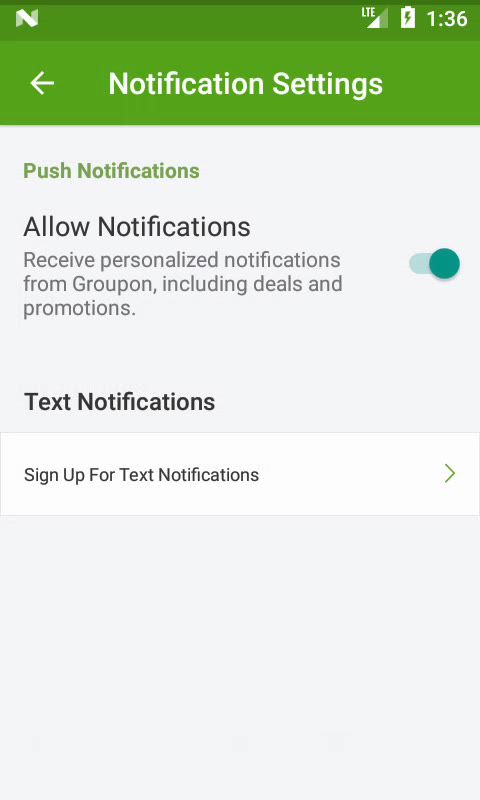 LTE 1:36
Notification Settings
Push Notifications
Allow Notifications
Receive personalized notifications
from Groupon, including deals and
promotions.
Text Notifications
Sign Up For Text Notifications